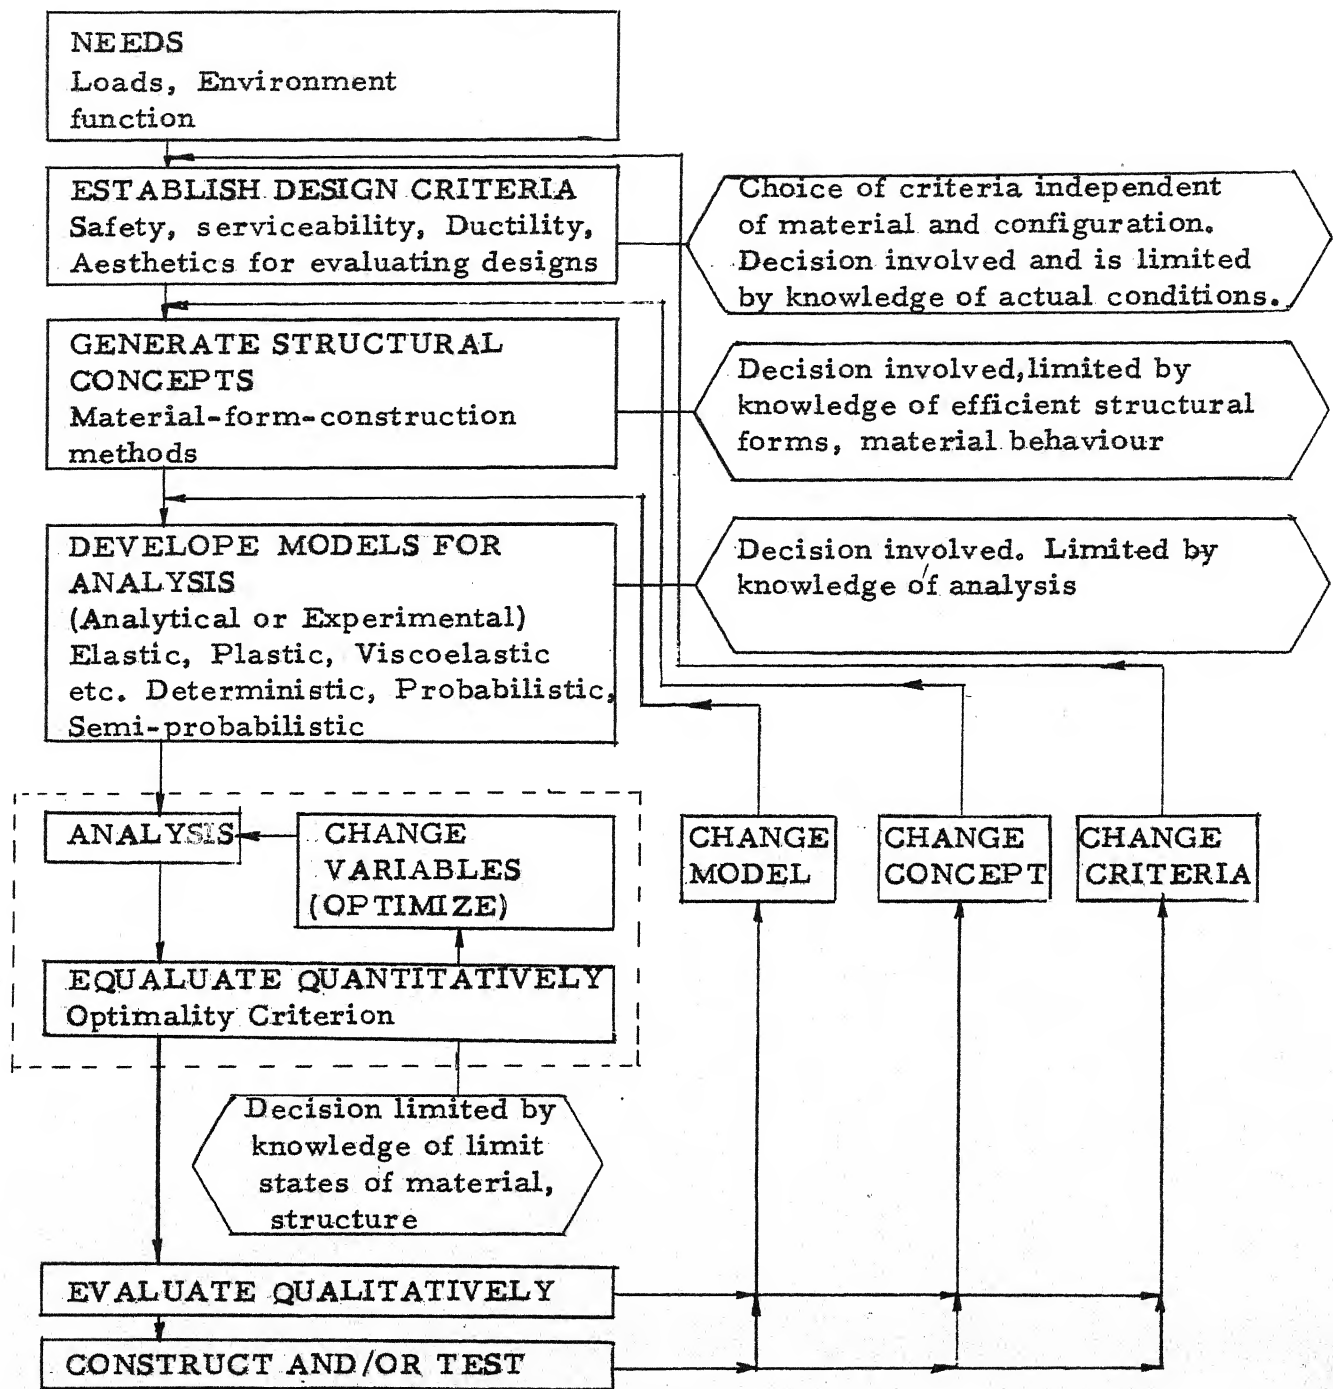 NEEDS
Loads, Environment
function
ESTABLISH DESIGN CRITERIA
Safety, serviceability, Ductility,
Aesthetics for evaluating designs
Choice of criteria independent
of material and configuration.
Decision involved and is limited
by knowledge of actual conditions.
GENERATE STRUCTURAL
CONCEPTS
Material-form-construction
methods
Decision involved, limited by
knowledge of efficient structural
forms, material behaviour
DEVELOPE MODELS FOR
ANALYSIS
(Analytical or Experimental)
Elastic, Plastic, Viscoelastic
etc. Deterministic, Probabilistic,
Semi-probabilistic
Decision involved. Limited by
knowledge of analysis
ANALYSIS
CHANGE
VARIABLES
(OPTIMIZE)
CHANGE
MODEL
CHANGE
CONCEPT
CHANGE
CRITERIA
EQUALUATE QUANTITATIVELY
Optimality Criterion
Decision limited by
knowledge of limit
states of material,
structure
EVALUATE QUALITATIVELY
CONSTRUCT AND/OR TEST